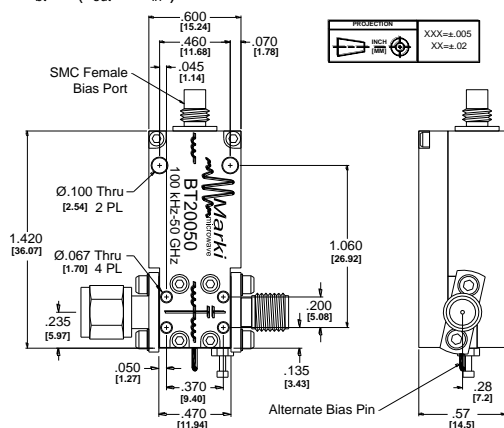 .600
[15.24]
.460
[11.68]
.070
[1.78]
.045
[1.14]
SMC Female
Bias Port
PROJECTION
INCH
[MM]
XXX=±.005
XX=±.02
Ø.100 Thru
[2.54] 2 PL
BT20050
100 kHz-50 GHz
Marki
microwave
1.420
[36.07]
Ø.067 Thru
[1.70] 4 PL
1.060
[26.92]
.200
[5.08]
.235
[5.97]
.050
[1.27]
.135
[3.43]
.370
[9.40]
.470
[11.94]
Alternate Bias Pin
.28
[7.2]
.57
[14.5]